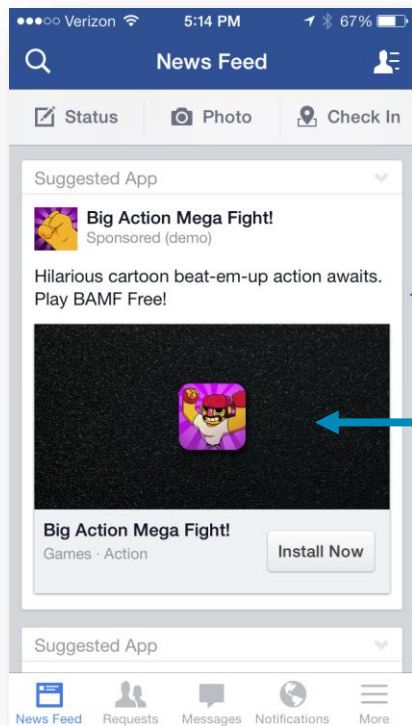 Verizon 5:14 PM 67%
News Feed
Status Photo Check In
Suggested App
Big Action Mega Fight!
Sponsored (demo)
Hilarious cartoon beat-em-up action awaits.
Play BAMF Free!
Big Action Mega Fight!
Games · Action
Install Now
Suggested App
News Feed Requests Messages Notifications More